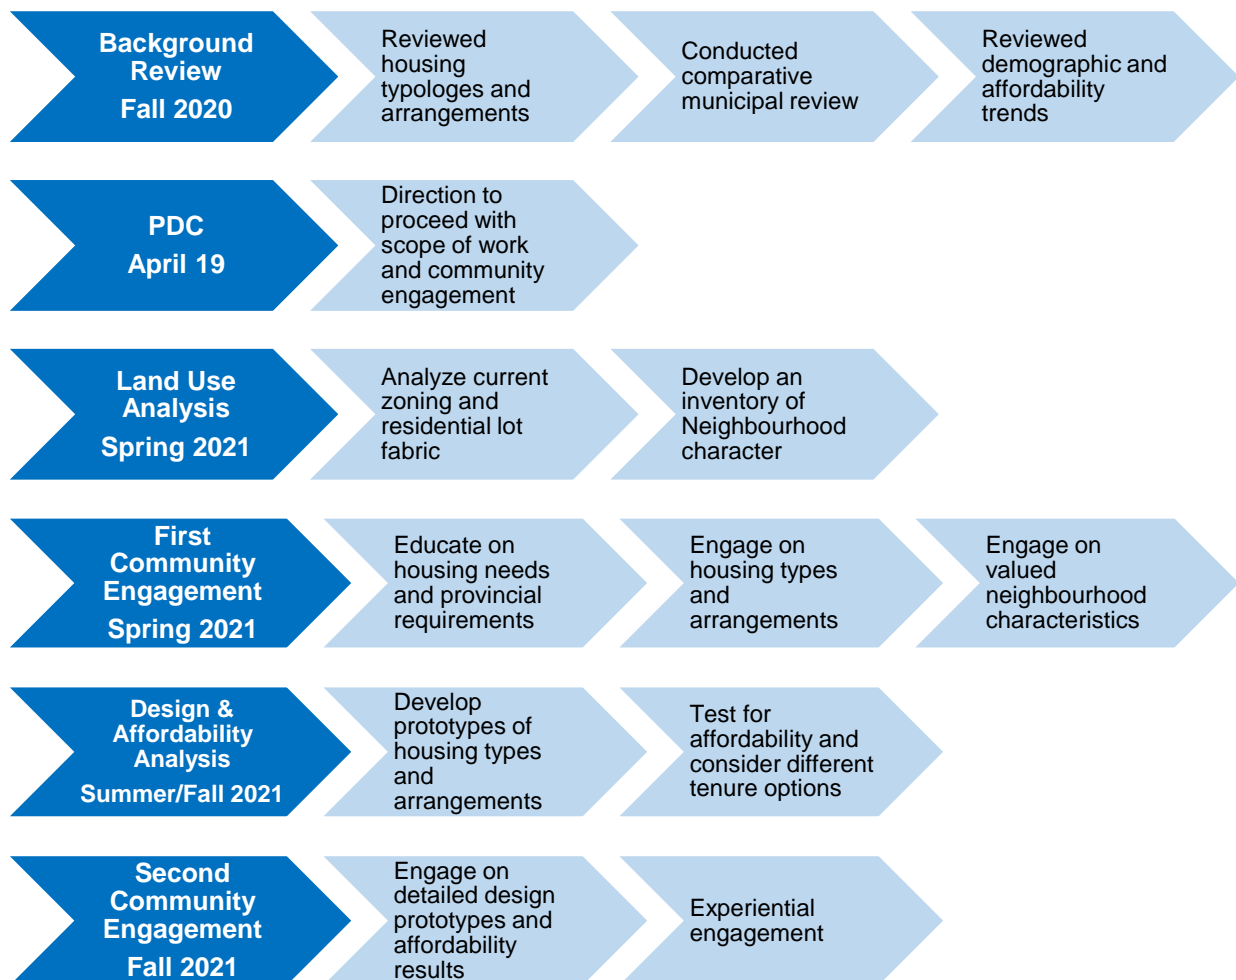 Background
Review
Fall 2020
Reviewed
housing
typologes and
arrangements
Conducted
comparative
municipal review
Reviewed
demographic and
affordability
trends
PDC
April 19
Direction to
proceed with
scope of work
and community
engagement
Land Use
Analysis
Spring 2021
Analyze current
zoning and
residential lot
fabric
Develop an
inventory of
Neighbourhood
character
First
Community
Engagement
Spring 2021
Educate on
housing needs
and provincial
requirements
Engage on
housing types
and
arrangements
Engage on
valued
neighbourhood
characteristics
Design &
Affordability
Analysis
Summer/Fall 2021
Develop
prototypes of
housing types
and
arrangements
Test for
affordability and
consider different
tenure options
Second
Community
Engagement
Fall 2021
Engage on
detailed design
prototypes and
affordability
results
Experiential
engagement